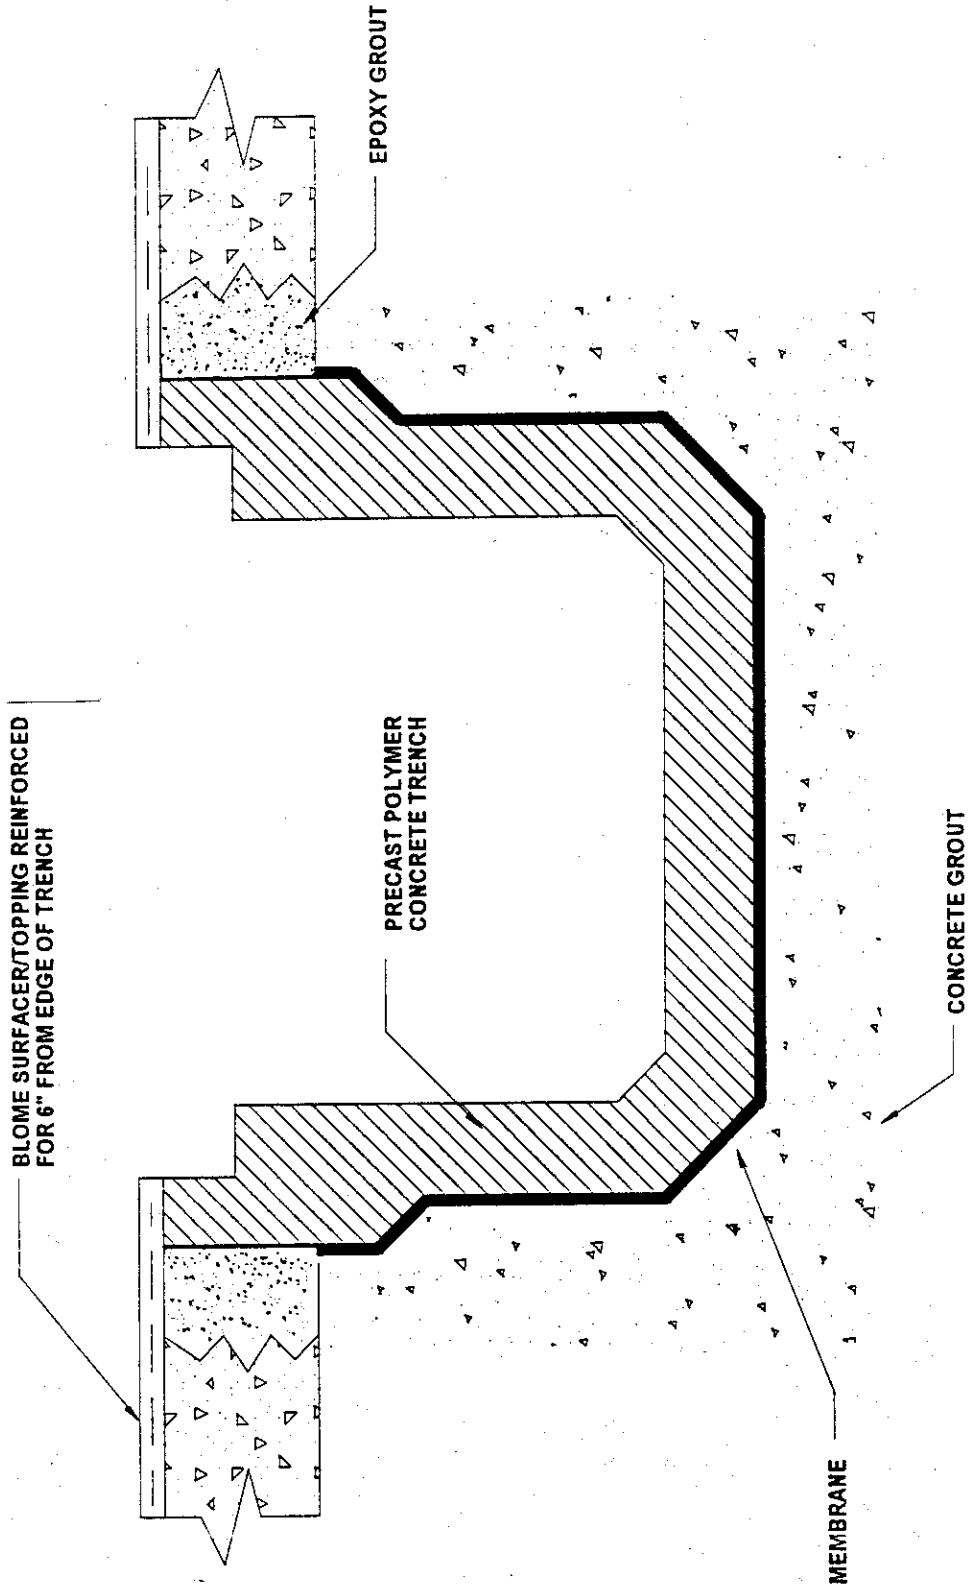 BLOME SURFACER/TOPPING REINFORCED
FOR 6" FROM EDGE OF TRENCH
EPOXY GROUT
PRECAST POLYMER
CONCRETE TRENCH
MEMBRANE
CONCRETE GROUT